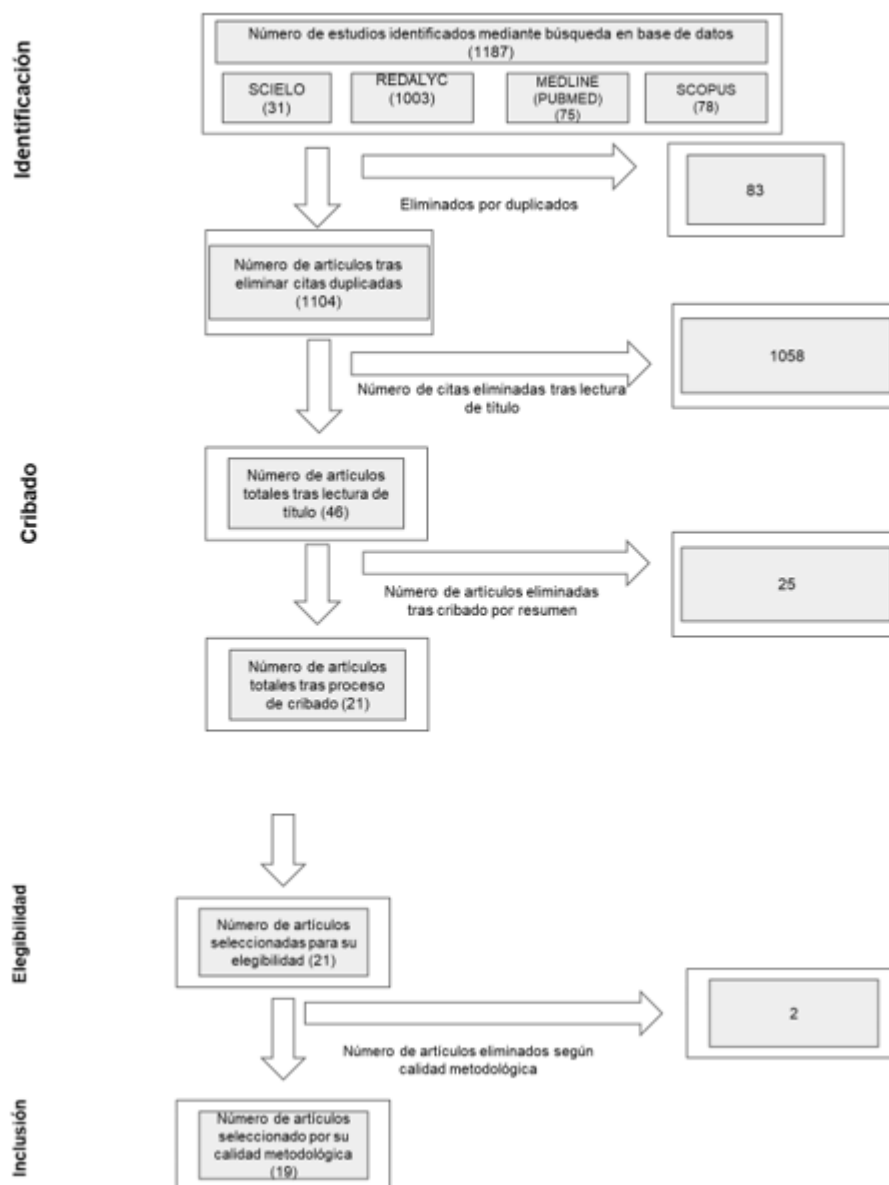 Identificación
Número de estudios identificados mediante búsqueda en base de datos
(1187)
SCIELO
(31)
REDALYC
(1003)
MEDLINE
(PUBMED)
(75)
SCOPUS
(78)
Eliminados por duplicados
83
Número de artículos tras
eliminar citas duplicadas
(1104)
Número de citas eliminadas tras lectura
de título
1058
Cribado
Número de artículos
totales tras lectura de
título (46)
Número de artículos eliminadas
tras cribado por resumen
25
Número de artículos
totales tras proceso
de cribado (21)
Elegibilidad
Número de artículos
seleccionadas para su
elegibilidad (21)
Número de artículos eliminados según
calidad metodológica
2
Inclusión
Número de artículos
seleccionado por su
calidad metodológica
(19)